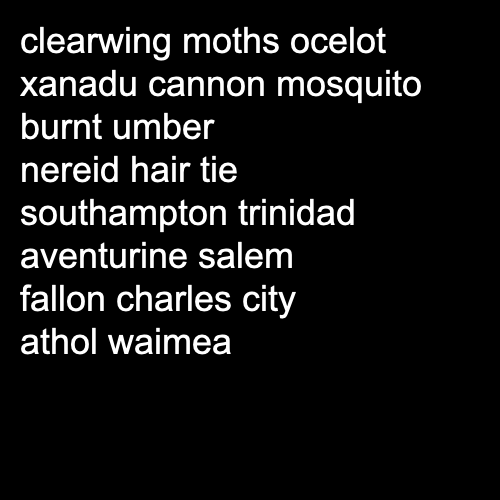 clearwing moths ocelot
xanadu cannon mosquito
burnt umber
nereid hair tie
southampton trinidad
aventurine salem
fallon charles city
athol waimea